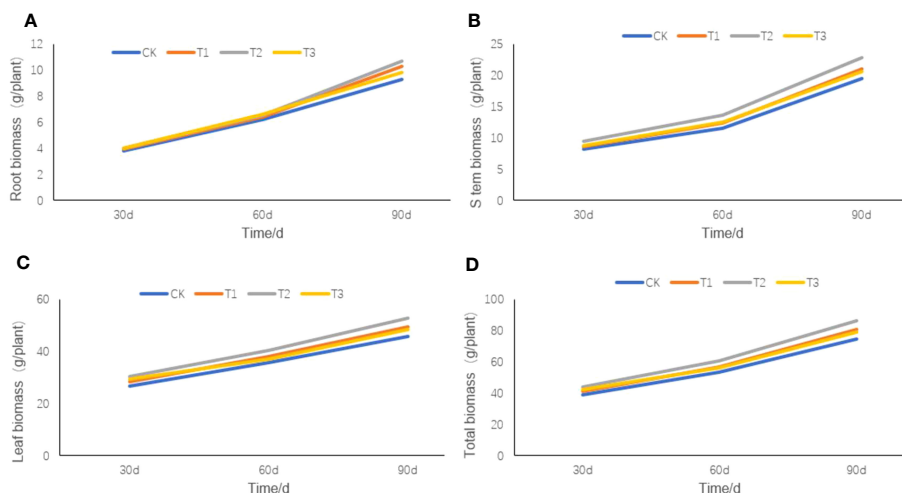 A
CK T1 T2 T3
Root biomass (g/plant)
12
10
8
6
4
2
0
30d 60d 90d
Time/d
B
CK T1 T2 T3
S tem biomass (g/plant)
25
20
15
10
5
0
30d 60d 90d
Time/d
C
CK T1 T2 T3
Leaf biomass (g/plant)
60
40
20
0
30d 60d 90d
Time/d
D
CK T1 T2 T3
Total biomass (g/plant)
100
80
60
40
20
0
30d 60d 90d
Time/d